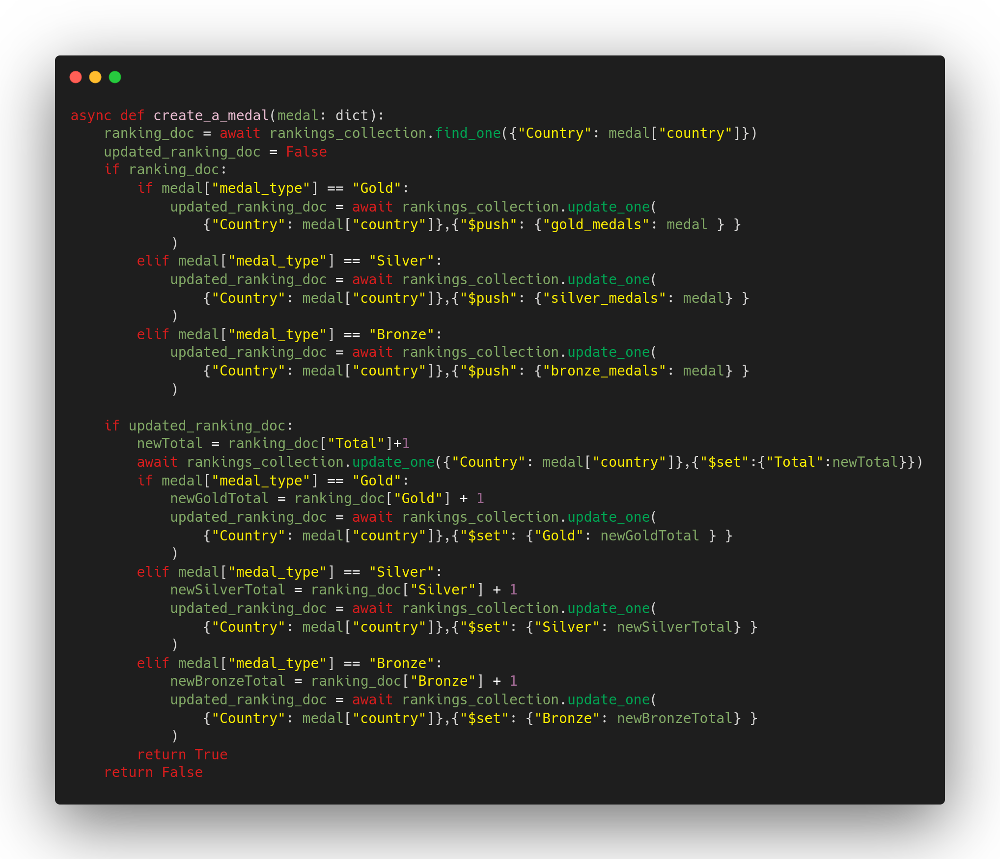 async def create_a_medal(medal: dict):
    ranking_doc = await rankings_collection.find_one({"Country": medal["country"]})
    updated_ranking_doc = False
    if ranking_doc:
        if medal["medal_type"] == "Gold":
            updated_ranking_doc = await rankings_collection.update_one(
                {"Country": medal["country"]},{"$push": {"gold_medals": medal } }
            )
        elif medal["medal_type"] == "Silver":
            updated_ranking_doc = await rankings_collection.update_one(
                {"Country": medal["country"]},{"$push": {"silver_medals": medal} }
            )
        elif medal["medal_type"] == "Bronze":
            updated_ranking_doc = await rankings_collection.update_one(
                {"Country": medal["country"]},{"$push": {"bronze_medals": medal} }
            )

    if updated_ranking_doc:
        newTotal = ranking_doc["Total"]+1
        await rankings_collection.update_one({"Country": medal["country"]},{"$set":{"Total":newTotal}})
        if medal["medal_type"] == "Gold":
            newGoldTotal = ranking_doc["Gold"] + 1
            updated_ranking_doc = await rankings_collection.update_one(
                {"Country": medal["country"]},{"$set": {"Gold": newGoldTotal } }
            )
        elif medal["medal_type"] == "Silver":
            newSilverTotal = ranking_doc["Silver"] + 1
            updated_ranking_doc = await rankings_collection.update_one(
                {"Country": medal["country"]},{"$set": {"Silver": newSilverTotal} }
            )
        elif medal["medal_type"] == "Bronze":
            newBronzeTotal = ranking_doc["Bronze"] + 1
            updated_ranking_doc = await rankings_collection.update_one(
                {"Country": medal["country"]},{"$set": {"Bronze": newBronzeTotal} }
            )
        return True
    return False